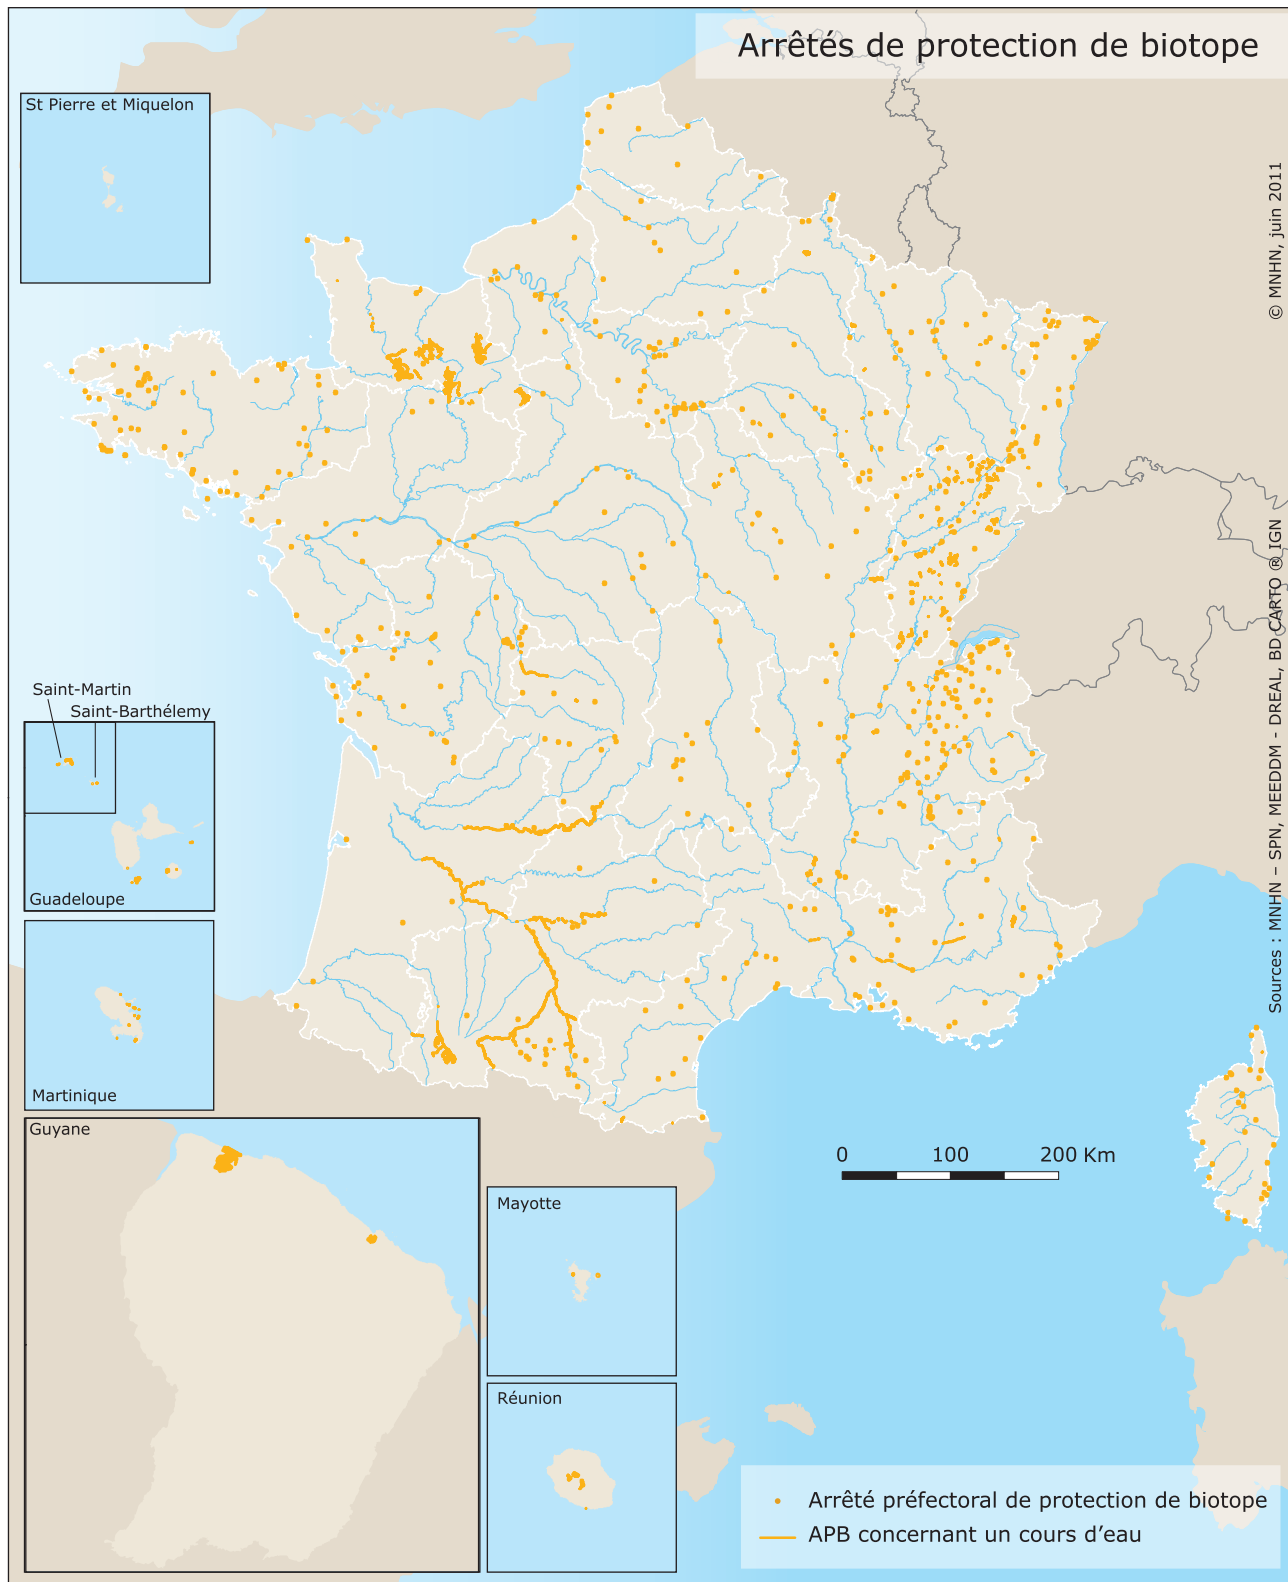 Arrêtés de protection de biotope
St Pierre et Miquelon
© MNHN, juin 2011
Sources : MNHN – SPN, MEEDDM - DREAL, BD CARTO ® IGN
Saint-Martin
Saint-Barthélemy
Guadeloupe
Martinique
Guyane
0 100 200 Km
Mayotte
Réunion
Arrêté préfectoral de protection de biotope
APB concernant un cours d’eau